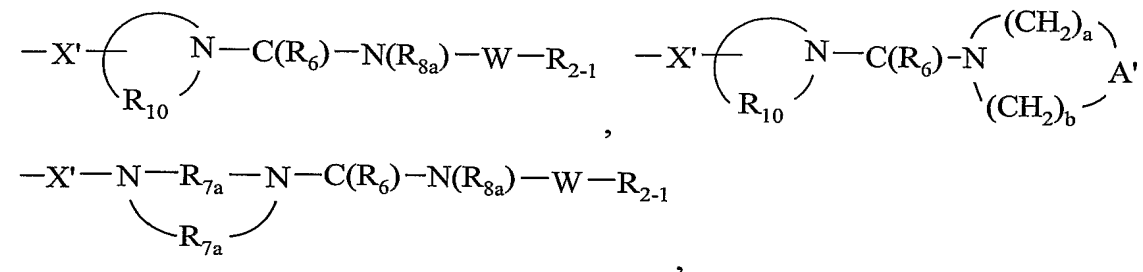 —X'— N—C(R₆)—N(R₈ₐ)—W—R₂₋₁ —X'— N—C(R₆)–N (CH₂)ₐ
A'
R₁₀ , R₁₀ (CH₂)b ,
—X'—N—R₇ₐ—N—C(R₆)–N(R₈ₐ)—W—R₂₋₁
R₇ₐ ,